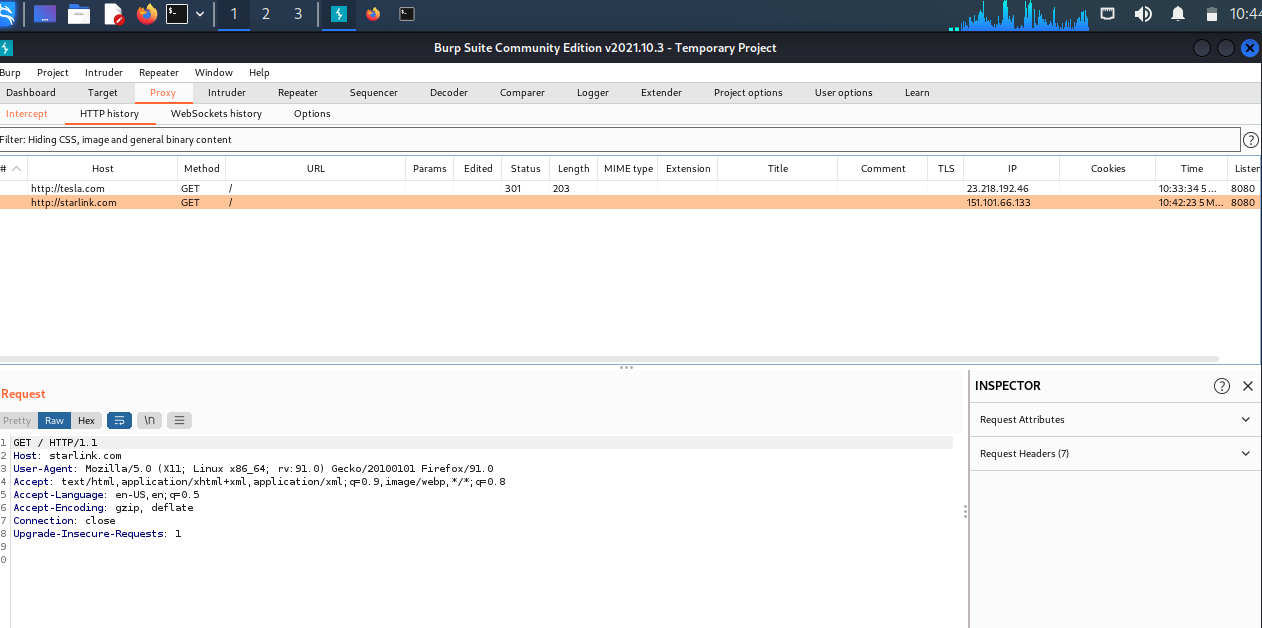 1 2 3 10:44
Burp Suite Community Edition v2021.10.3 - Temporary Project
Burp Project Intruder Repeater Window Help
Dashboard Target Proxy Intruder Repeater Sequencer Decoder Comparer Logger Extender Project options User options Learn
Intercept HTTP history WebSockets history Options
Filter: Hiding CSS, image and general binary content ?
# Host Method URL Params Edited Status Length MIME type Extension Title Comment TLS IP Cookies Time Listen
http://tesla.com GET / 301 203 23.218.192.46 10:33:34 5 ... 8080
http://starlink.com GET / 151.101.66.133 10:42:23 5 M... 8080
Request
INSPECTOR ?
Pretty Raw Hex \n
Request Attributes
Request Headers (7)
1 GET / HTTP/1.1
2 Host: starlink.com
3 User-Agent: Mozilla/5.0 (X11; Linux x86_64; rv:91.0) Gecko/20100101 Firefox/91.0
4 Accept: text/html,application/xhtml+xml,application/xml;q=0.9,image/webp,*/*;q=0.8
5 Accept-Language: en-US,en;q=0.5
6 Accept-Encoding: gzip, deflate
7 Connection: close
8 Upgrade-Insecure-Requests: 1
9
0